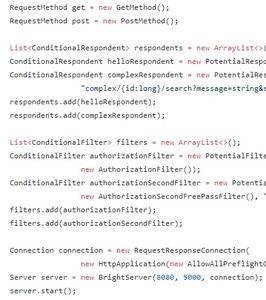 RequestMethod get = new GetMethod();
RequestMethod post = new PostMethod();
List<ConditionalRespondent> respondents = new ArrayList<>(
ConditionalRespondent helloRespondent = new PotentialRespo
ConditionalRespondent complexRespondent = new PotentialRes
"complex/{id:long}/search?message=string&s
respondents.add(helloRespondent);
respondents.add(complexRespondent);
List<ConditionalFilter> filters = new ArrayList<>();
ConditionalFilter authorizationFilter = new PotentialFilte
new AuthorizationFilter());
ConditionalFilter authorizationSecondFilter = new Potentia
new AuthorizationSecondFreePassFilter(), "
filters.add(authorizationFilter);
filters.add(authorizationSecondFilter);
Connection connection = new RequestResponseConnection(
new HttpApplication(new AllowAllPreflightC
Server server = new BrightServer(8080, 5000, connection);
server.start();